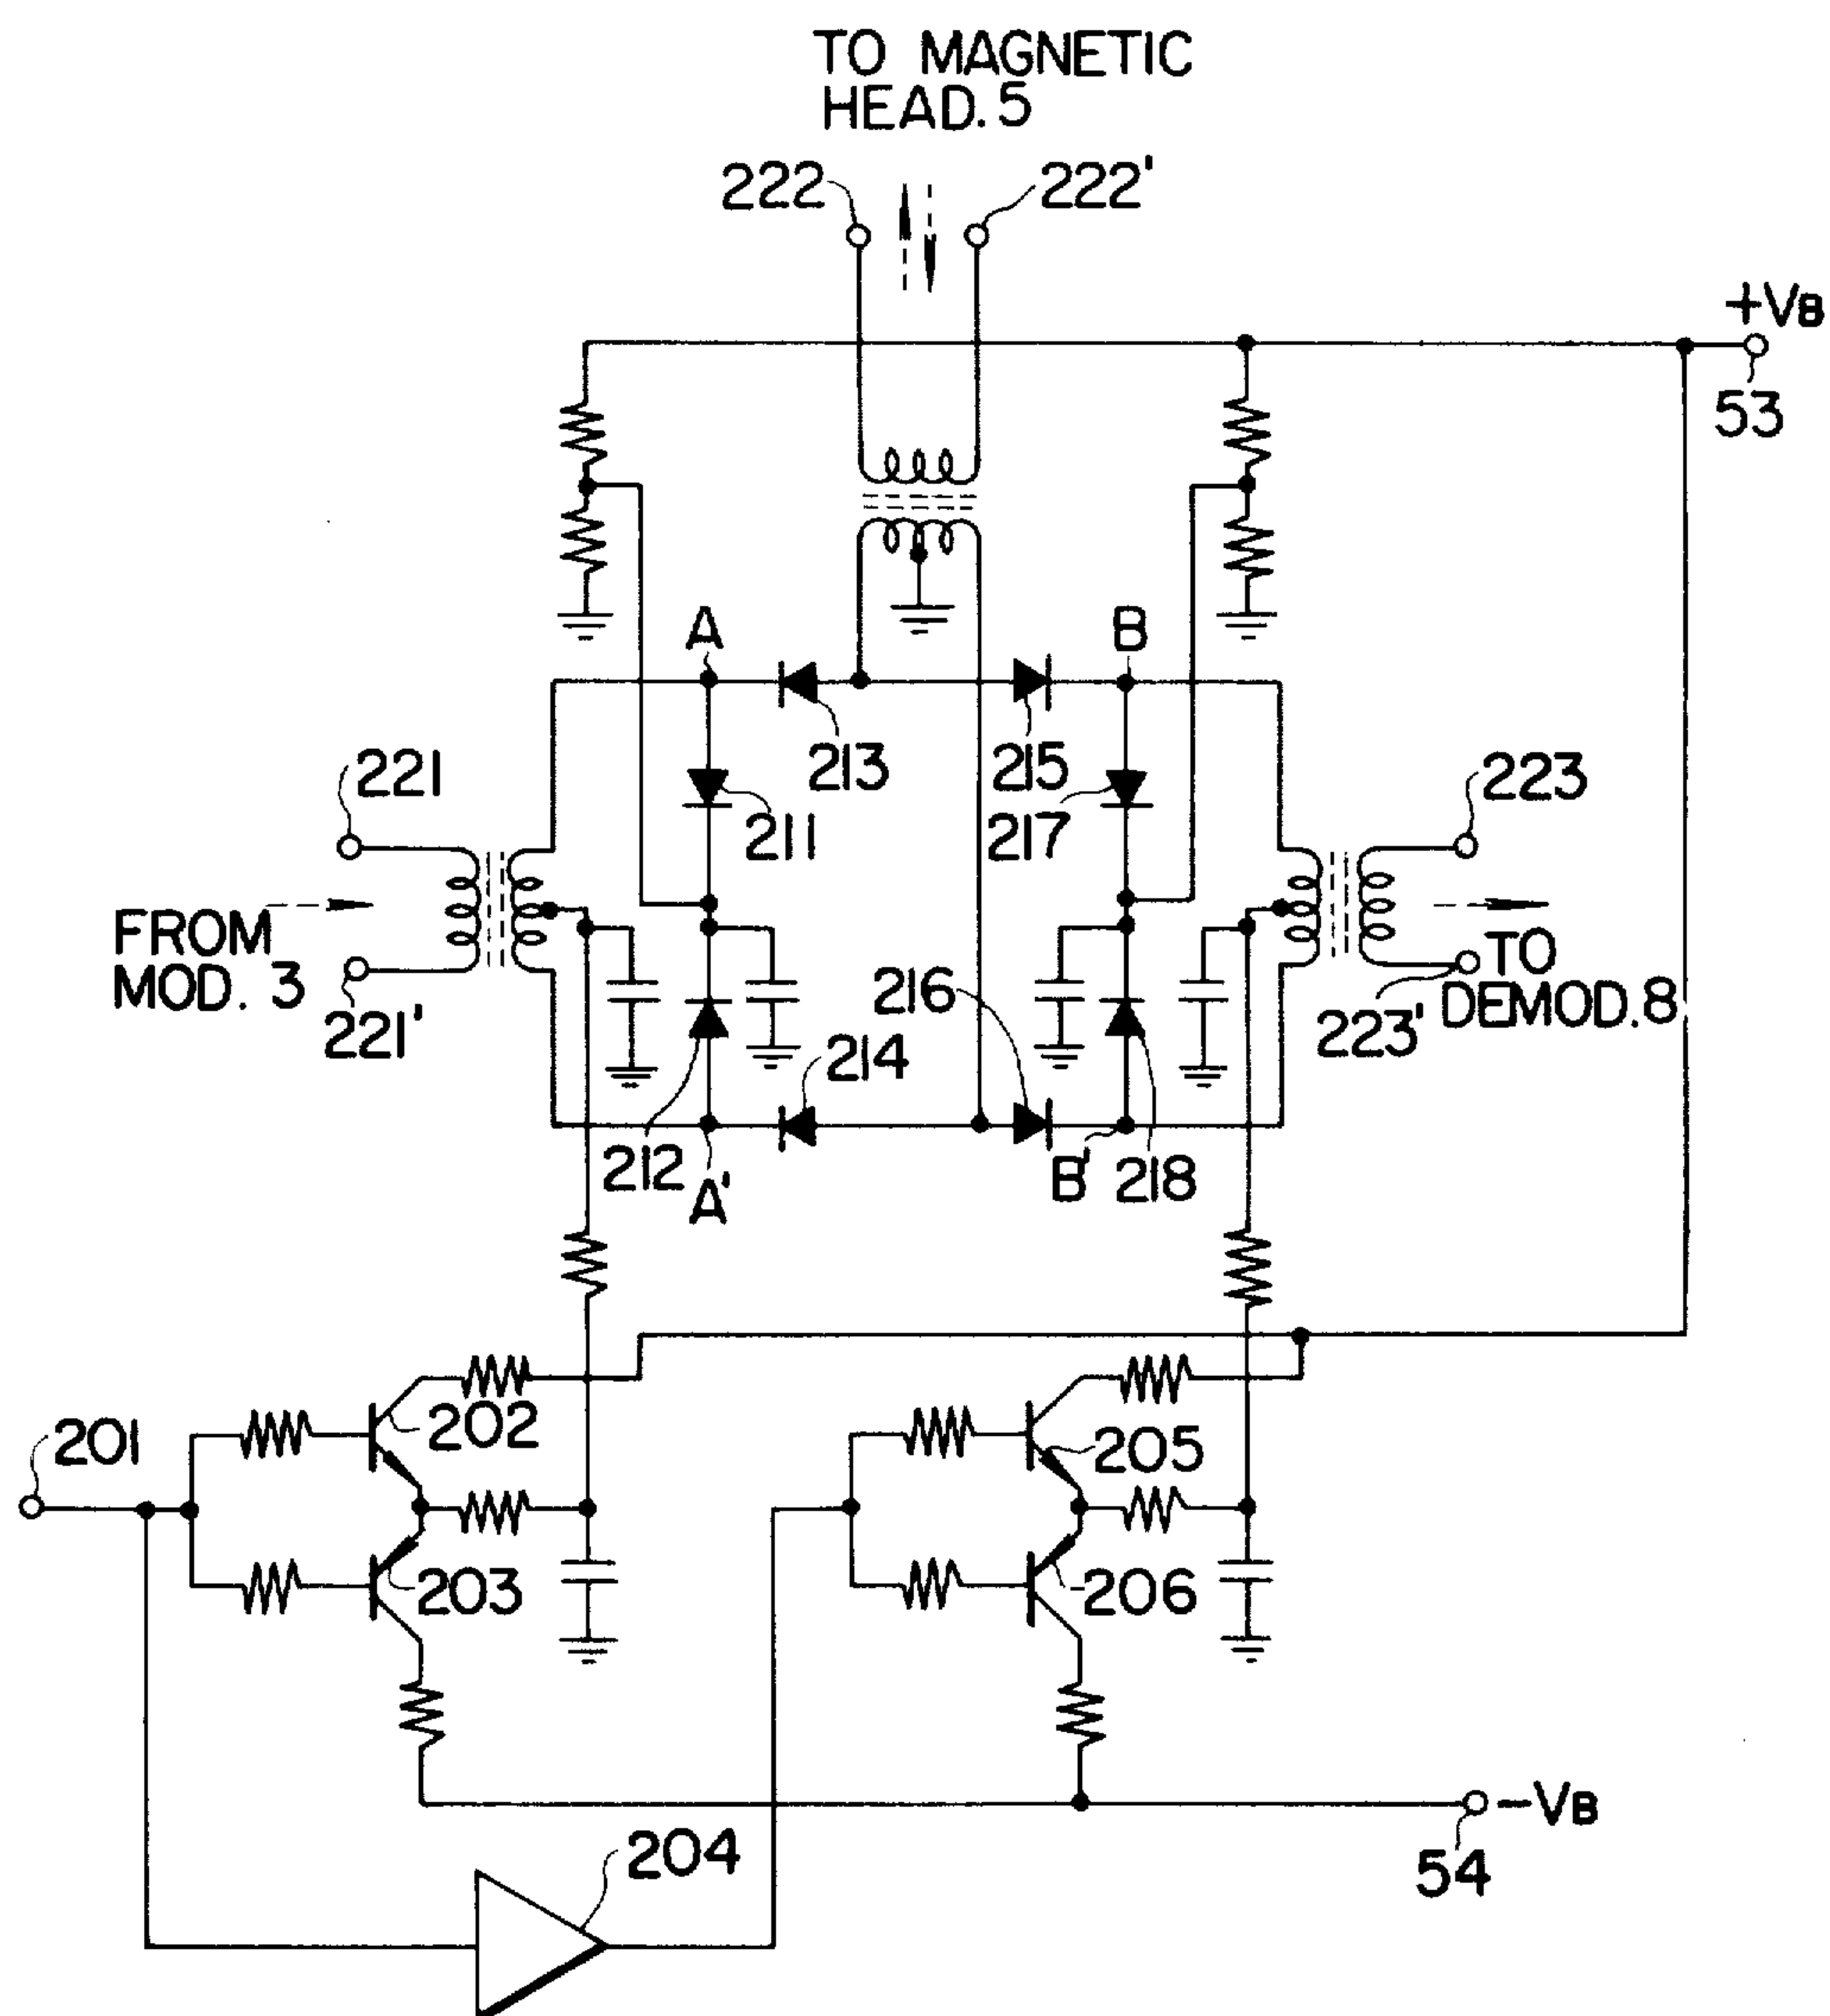 TO MAGNETIC
HEAD. 5
222
222'
+VB
53
A
B
213
215
221
223
211
217
FROM
MOD. 3
TO
DEMOD. 8
221'
223'
216
214
212
A'
B'
218
201
202
205
203
206
-VB
54
204